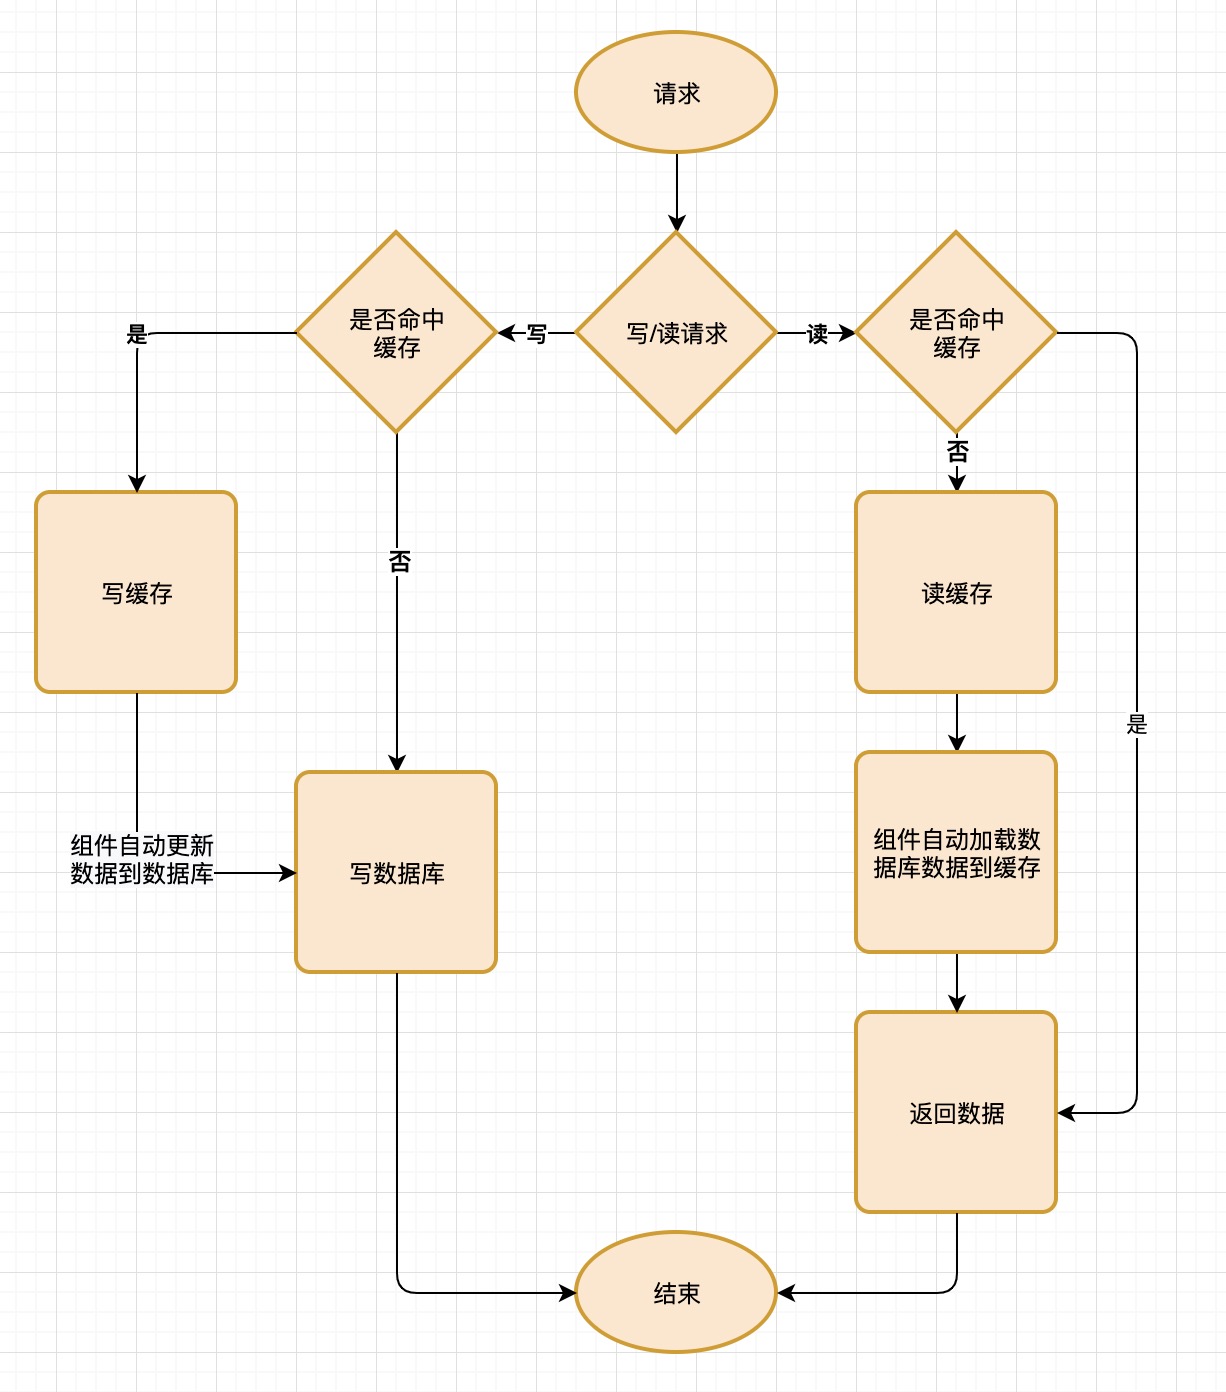 请求
是
是否命中
缓存
写
写/读请求
读
是否命中
缓存
否
否
写缓存
读缓存
是
组件自动更新
数据到数据库
写数据库
组件自动加载数
据库数据到缓存
返回数据
结束